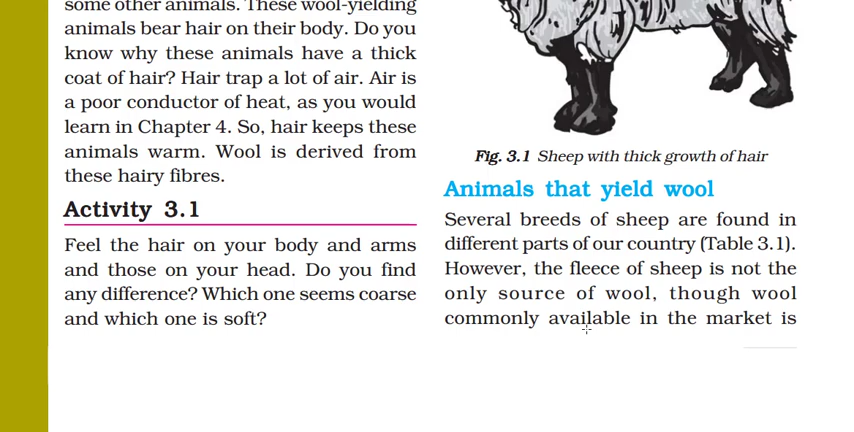 some other animals. These wool-yielding
animals bear hair on their body. Do you
know why these animals have a thick
coat of hair? Hair trap a lot of air. Air is
a poor conductor of heat, as you would
learn in Chapter 4. So, hair keeps these
animals warm. Wool is derived from
these hairy fibres.
Activity 3.1
Feel the hair on your body and arms
and those on your head. Do you find
any difference? Which one seems coarse
and which one is soft?
Fig. 3.1 Sheep with thick growth of hair
Animals that yield wool
Several breeds of sheep are found in
different parts of our country (Table 3.1).
However, the fleece of sheep is not the
only source of wool, though wool
commonly available in the market is